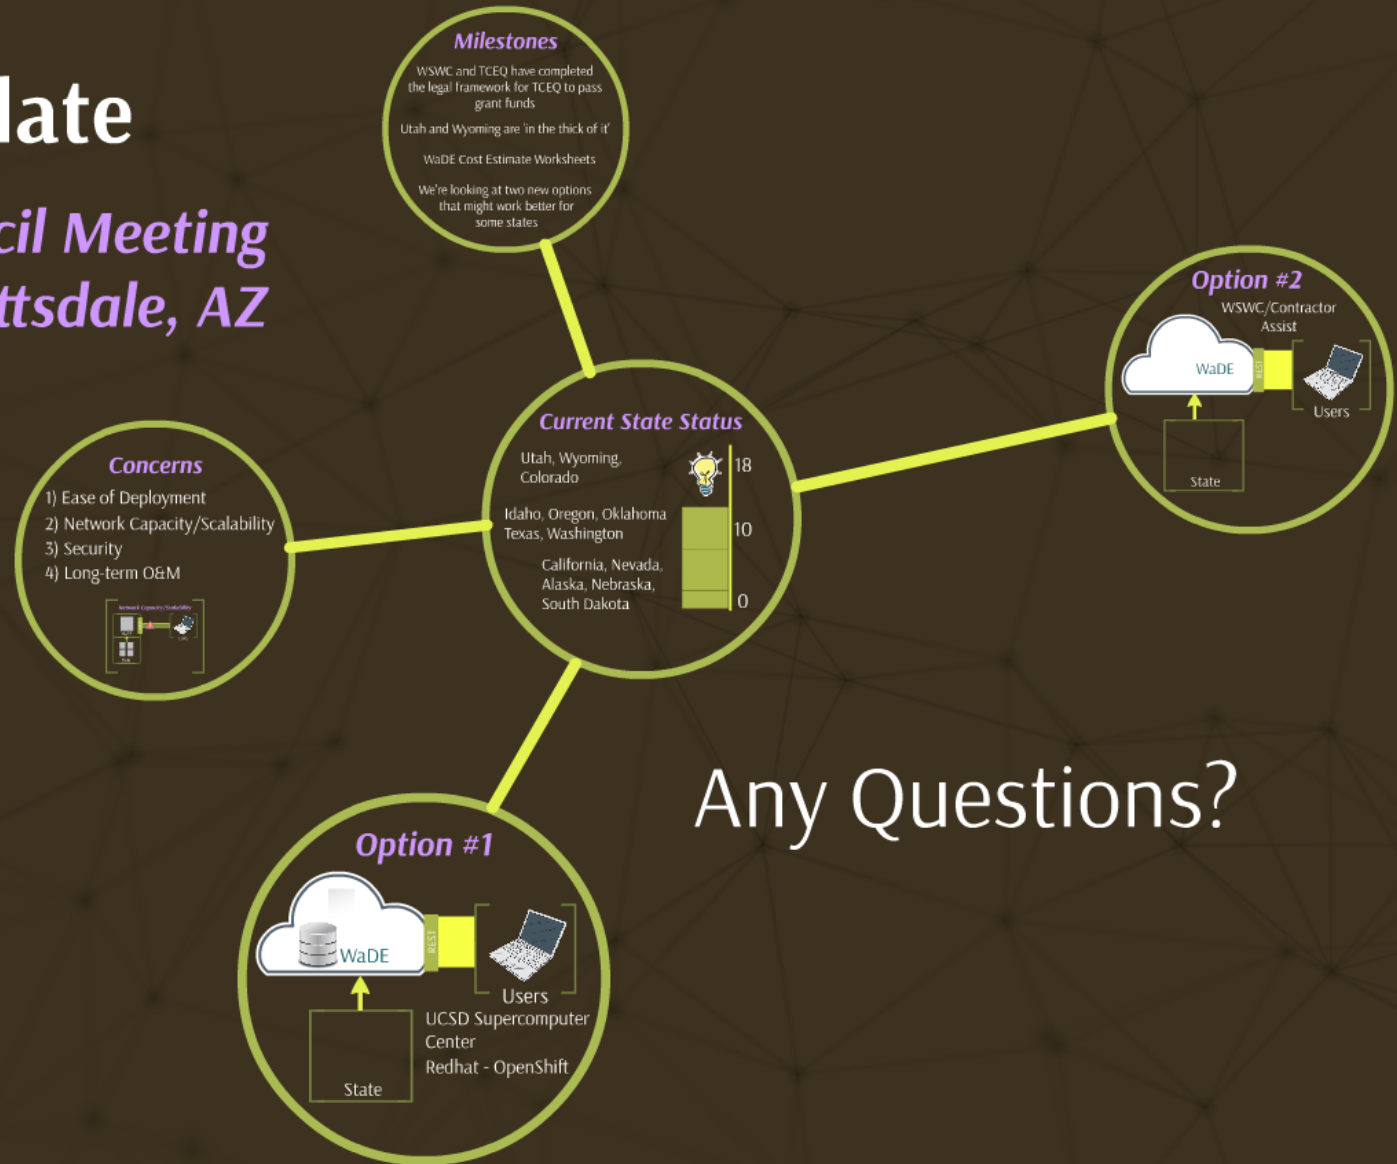 late
cil Meeting
ttsdale, AZ
Milestones
WSWC and TCEQ have completed
the legal framework for TCEQ to pass
grant funds
Utah and Wyoming are 'in the thick of it'
WaDE Cost Estimate Worksheets
We're looking at two new options
that might work better for
some states
Option #2
WSWC/Contractor
Assist
WaDE
REST
Users
State
Current State Status
Utah, Wyoming,
Colorado
18
Idaho, Oregon, Oklahoma
Texas, Washington
10
California, Nevada,
Alaska, Nebraska,
South Dakota
0
Concerns
1) Ease of Deployment
2) Network Capacity/Scalability
3) Security
4) Long-term O&M
Network Capacity/Scalability
Any Questions?
Option #1
WaDE
REST
Users
UCSD Supercomputer
Center
Redhat - OpenShift
State